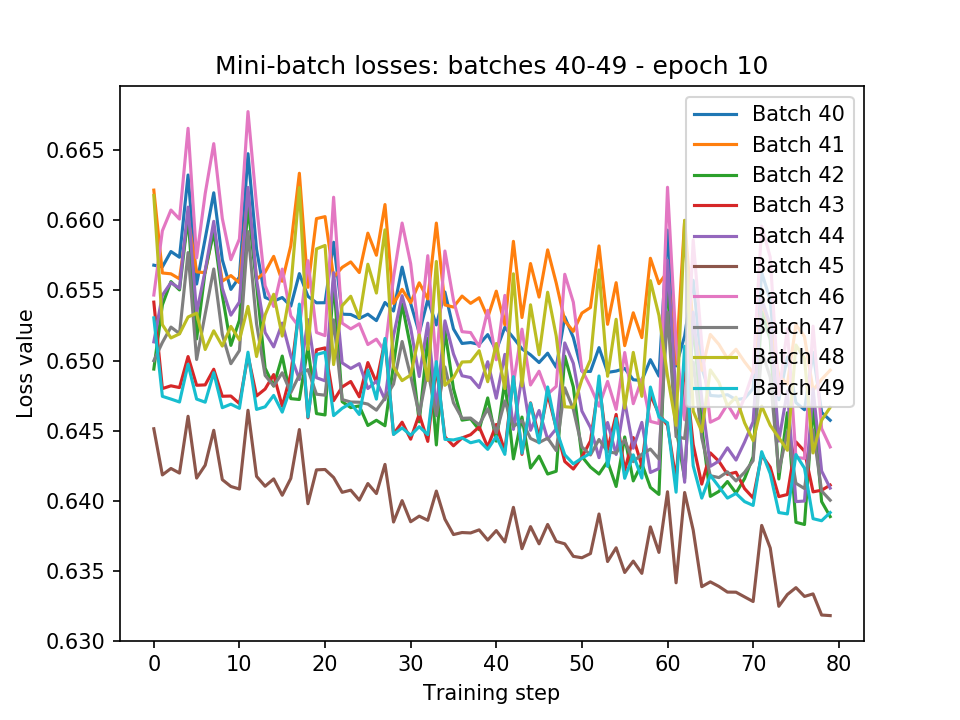 Mini-batch losses: batches 40-49 - epoch 10
Loss value
0.665
0.660
0.655
0.650
0.645
0.640
0.635
0.630
Batch 40
Batch 41
Batch 42
Batch 43
Batch 44
Batch 45
Batch 46
Batch 47
Batch 48
Batch 49
0 10 20 30 40 50 60 70 80
Training step